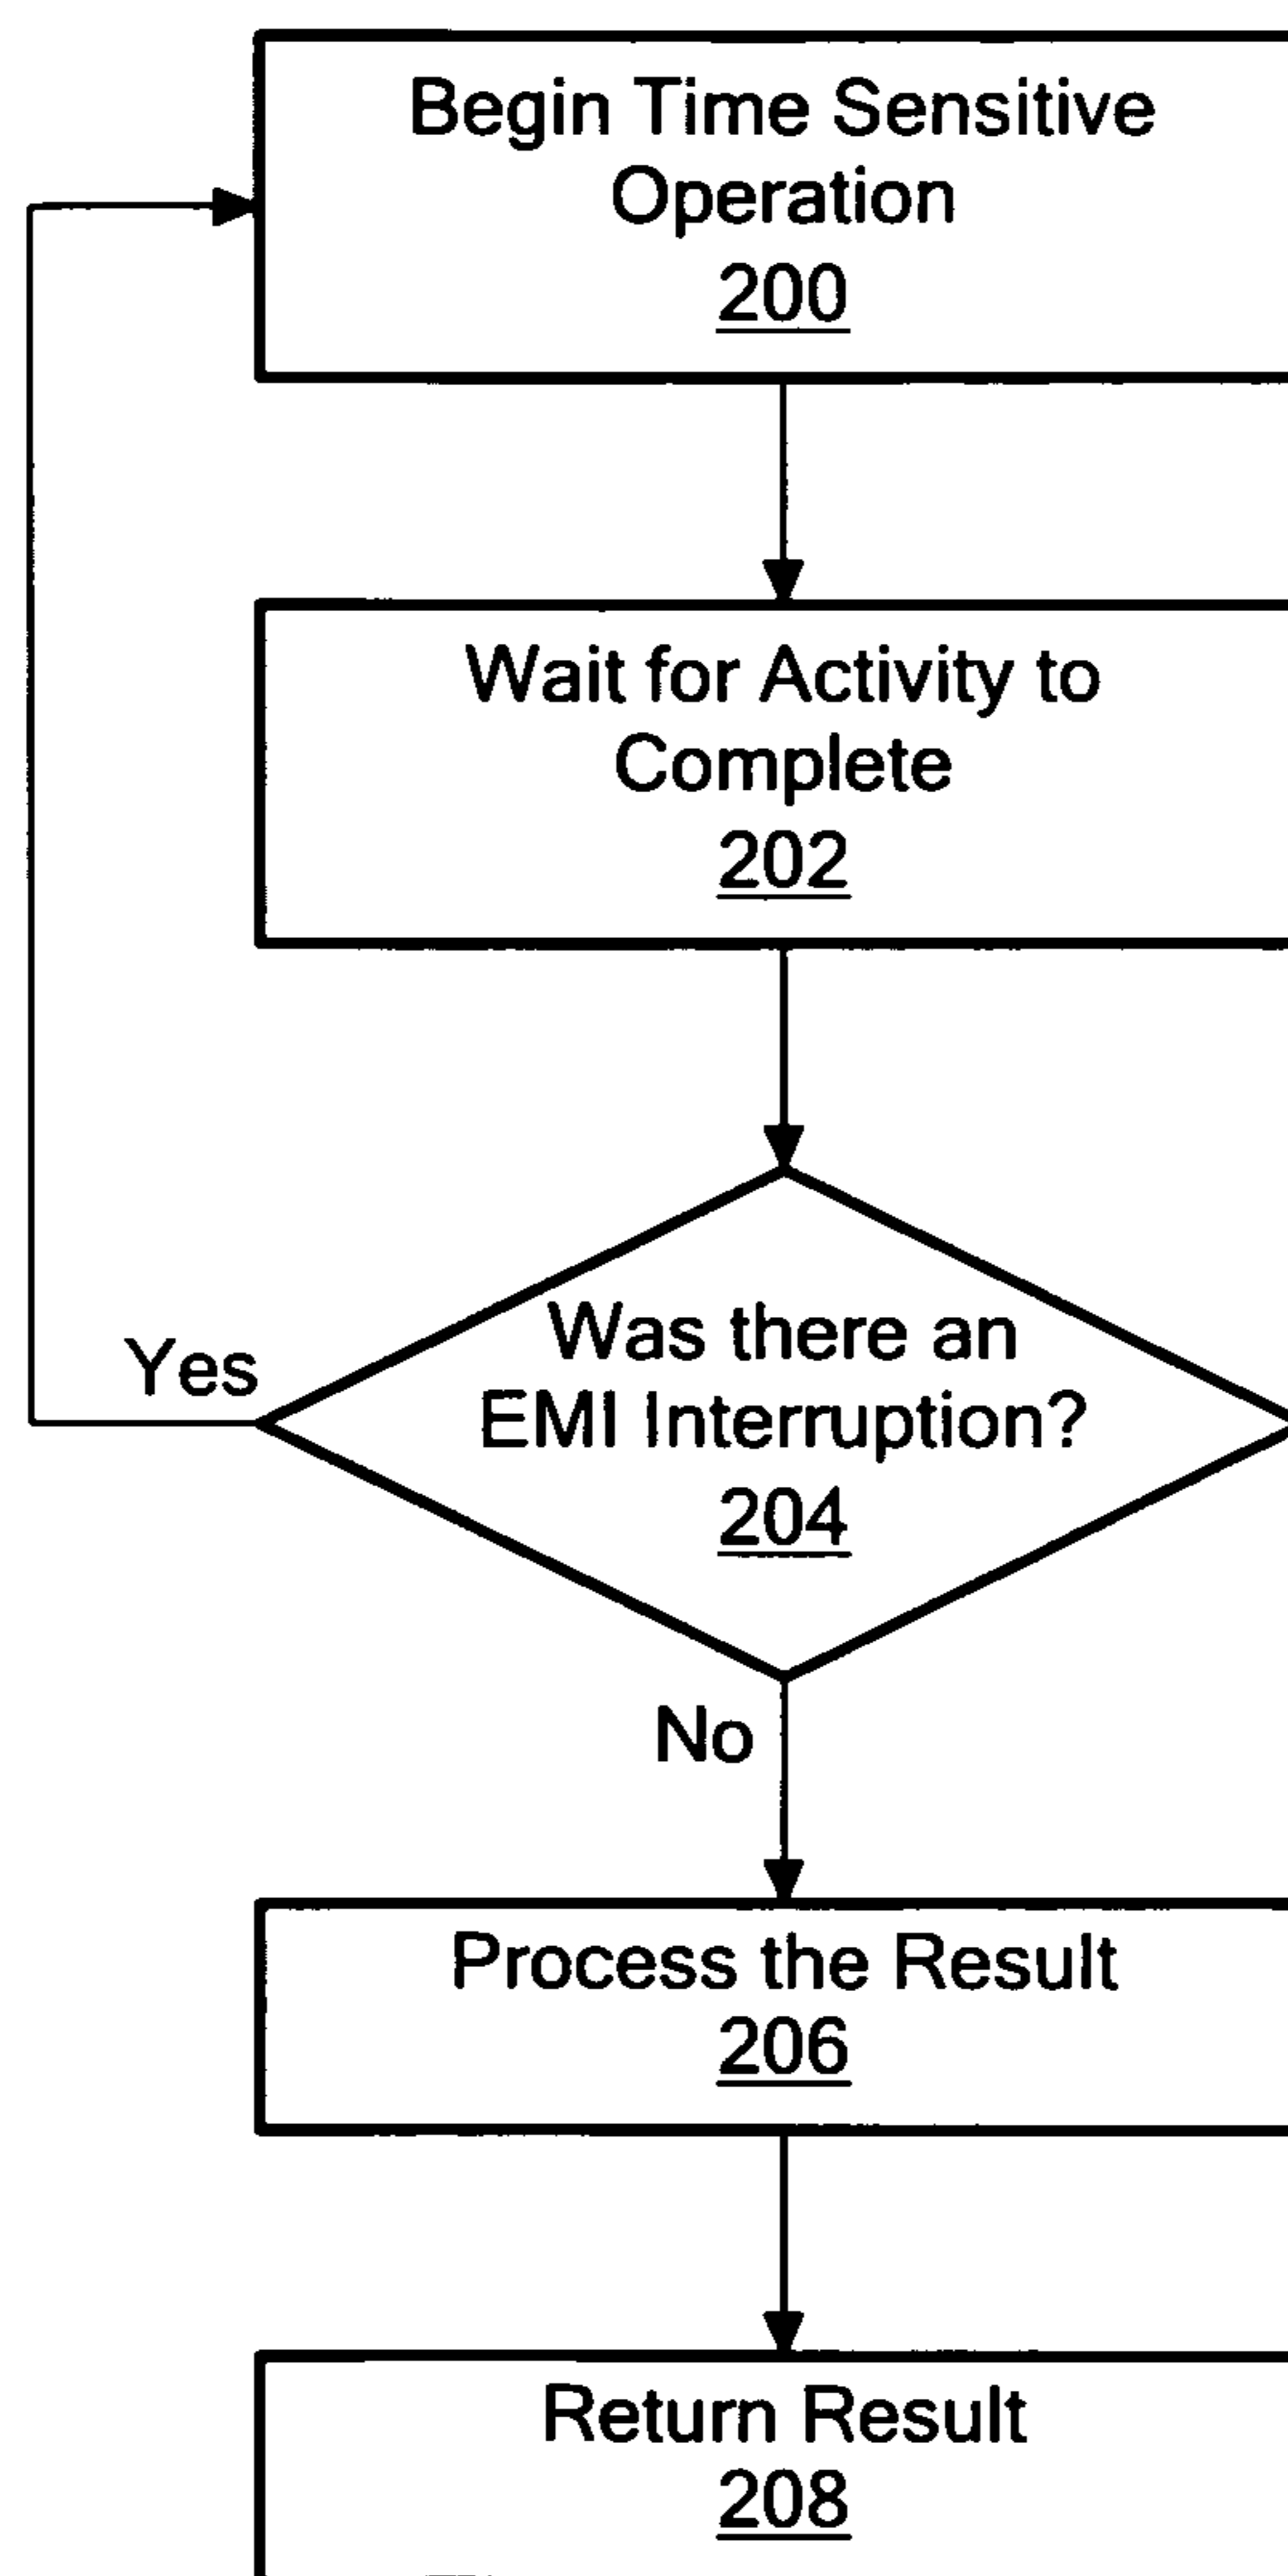 Begin Time Sensitive
Operation
200
Wait for Activity to
Complete
202
Was there an
EMI Interruption?
204
Yes
No
Process the Result
206
Return Result
208